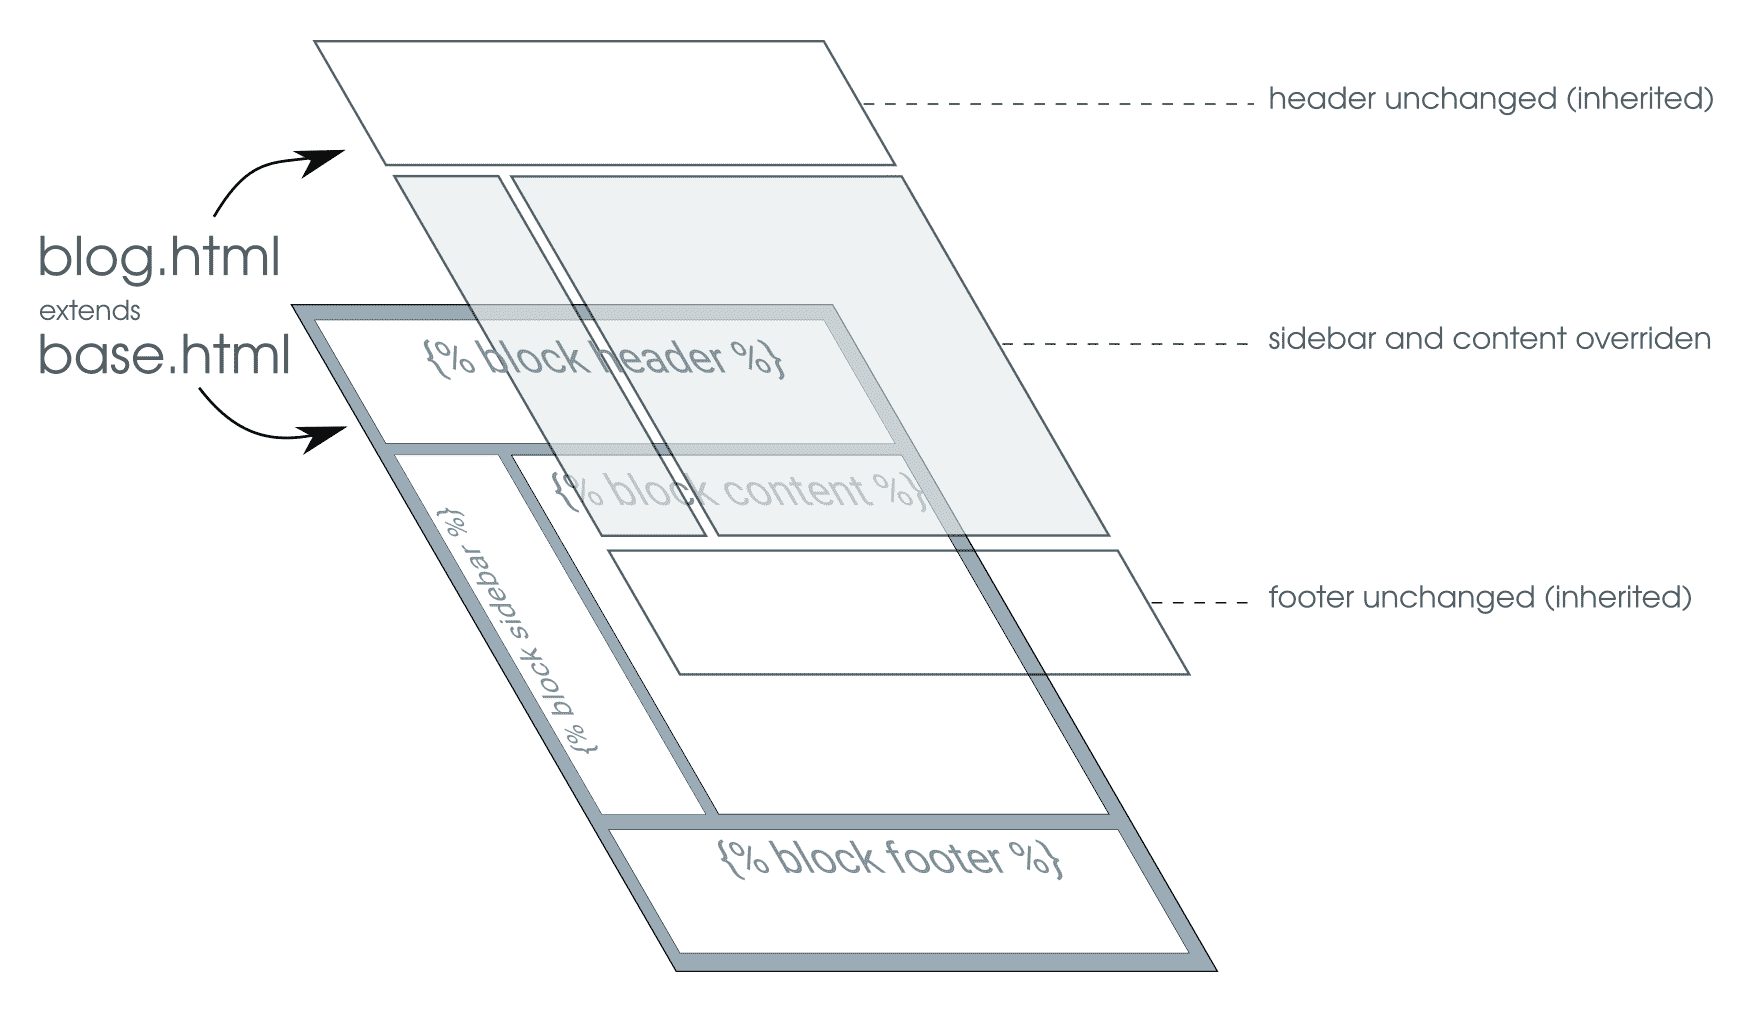 header unchanged (inherited)
blog.html
extends
base.html
sidebar and content overriden
{% block header %}
{% block content %}
{% block sidebar %}
footer unchanged (inherited)
{% block footer %}